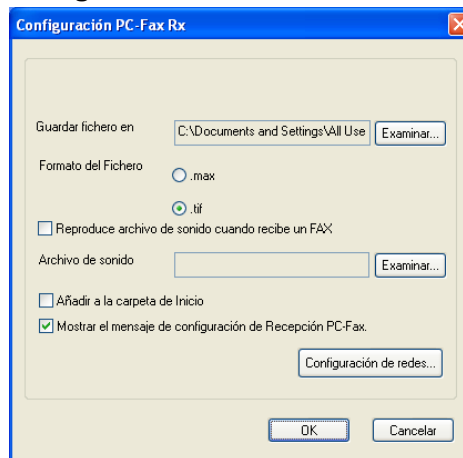 Configuración PC-Fax Rx
Guardar fichero en
C:\Documents and Settings\All Use
Examinar...
Formato del Fichero
.max
.tif
Reproduce archivo de sonido cuando recibe un FAX
Archivo de sonido
Examinar...
Añadir a la carpeta de Inicio
Mostrar el mensaje de configuración de Recepción PC-Fax.
Configuración de redes...
OK
Cancelar